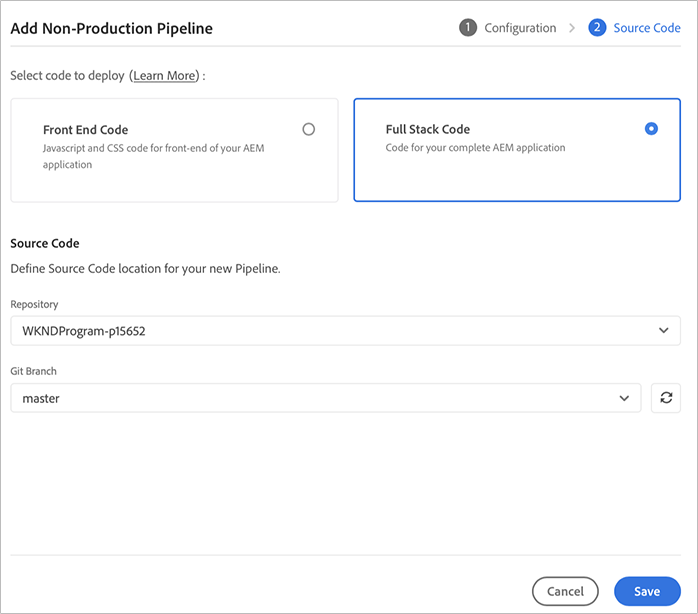 Add Non-Production Pipeline
1 Configuration > 2 Source Code
Select code to deploy (Learn More) :
Front End Code
Javascript and CSS code for front-end of your AEM
application
Full Stack Code
Code for your complete AEM application
Source Code
Define Source Code location for your new Pipeline.
Repository
WKNDProgram-p15652
Git Branch
master
Cancel
Save